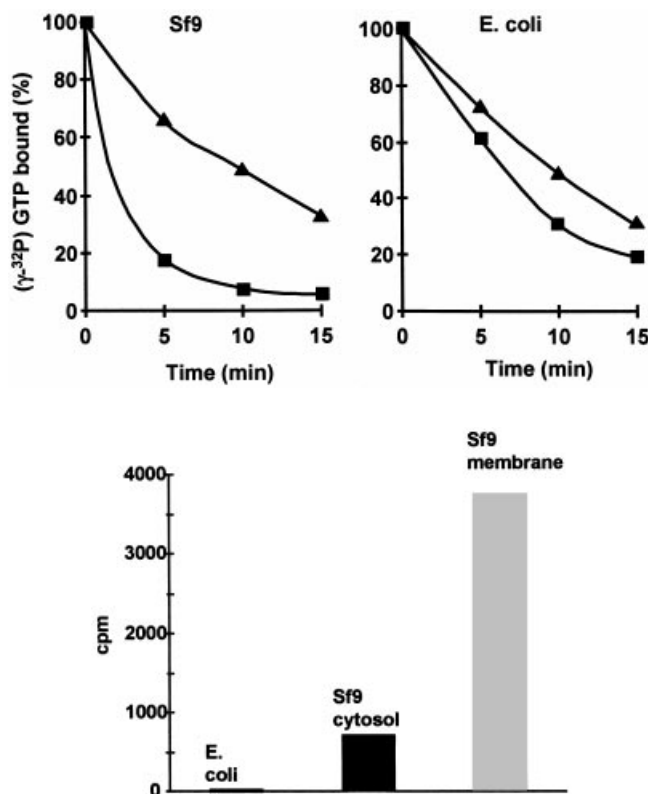 Sf9
E. coli
(γ-³²P) GTP bound (%)
100
80
60
40
20
0
0 5 10 15
Time (min)
100
80
60
40
20
0
0 5 10 15
Time (min)
cpm
4000
3000
2000
1000
0
E.
coli
Sf9
cytosol
Sf9
membrane